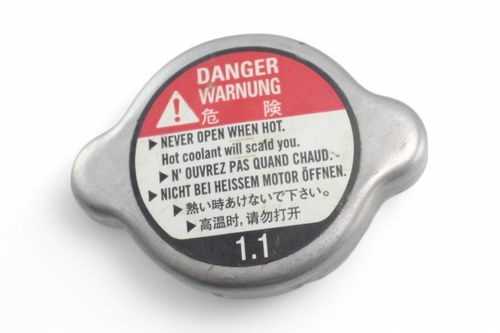 DANGER
WARNUNG
危 険
▶ NEVER OPEN WHEN HOT.
Hot coolant will scald you.
▶ N' OUVREZ PAS QUAND CHAUD.
▶ NICHT BEI HEISSEM MOTOR ÖFFNEN.
▶ 熱い時あけないで下さい。
▶ 高温时,请勿打开
1.1